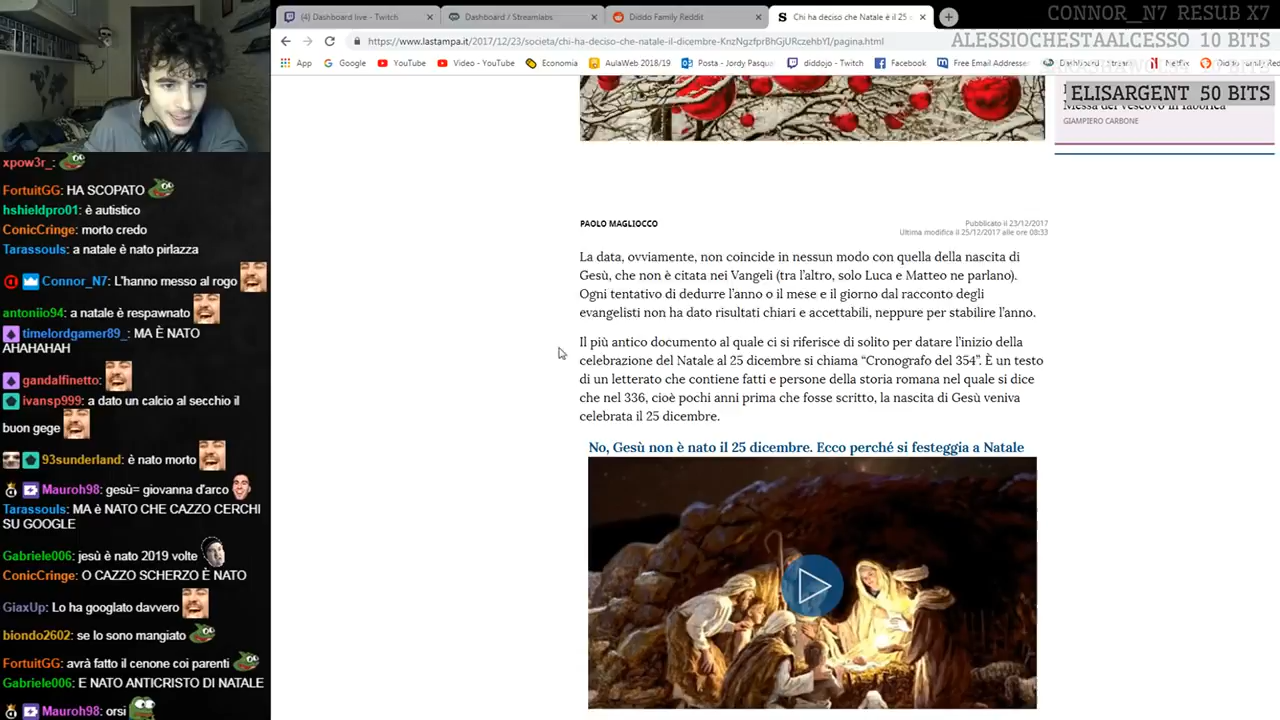 (4) Dashboard live - Twitch
Dashboard / Streamlabs
Diddo Family Reddit
Chi ha deciso che Natale è il 25
CONNOR_N7 RESUB X7
https://www.lastampa.it/2017/12/23/societa/chi-ha-deciso-che-natale-il-dicembre-KnzNgzfprBhGjURczehbYI/pagina.html
ALESSIOCHESTAALCESSO 10 BITS
App
Google
YouTube
YouTube
Video - YouTube
Economia
AulaWeb 2018/19
Posta - Jordy Pasqua
diddojo - Twitch
Facebook
Free Email Addresse
Dashboard
Netflix
Diddo Family Red
ELISARGENT 50 BITS
Messa del vescovo in fabbrica
GIAMPIERO CARBONE
PAOLO MAGLIOCCO
Pubblicato il 23/12/2017
Ultima modifica il 25/12/2017 alle ore 08:33
La data, ovviamente, non coincide in nessun modo con quella della nascita di
Gesù, che non è citata nei Vangeli (tra l'altro, solo Luca e Matteo ne parlano).
Ogni tentativo di dedurre l'anno o il mese e il giorno dal racconto degli
evangelisti non ha dato risultati chiari e accettabili, neppure per stabilire l'anno.
Il più antico documento al quale ci si riferisce di solito per datare l'inizio della
celebrazione del Natale al 25 dicembre si chiama “Cronografo del 354”. È un testo
di un letterato che contiene fatti e persone della storia romana nel quale si dice
che nel 336, cioè pochi anni prima che fosse scritto, la nascita di Gesù veniva
celebrata il 25 dicembre.
No, Gesù non è nato il 25 dicembre. Ecco perché si festeggia a Natale
xpow3r_:
FortuitGG: HA SCOPATO
hshieldpro01: è autistico
ConicCringe: morto credo
Tarassouls: a natale è nato pirlazza
Connor_N7: L'hanno messo al rogo
antoniio94: a natale è respawnato
timelordgamer89_: MA È NATO
AHAHAHAH
gandalfinetto:
ivansp999: a dato un calcio al secchio il
buon gege
93sunderland: è nato morto
Mauroh98: gesù= giovanna d'arco
Tarassouls: MA è NATO CHE CAZZO CERCHI
SU GOOGLE
Gabriele006: jesù è nato 2019 volte
ConicCringe: O CAZZO SCHERZO È NATO
GiaxUp: Lo ha googlato davvero
biondo2602: se lo sono mangiato
FortuitGG: avrà fatto il cenone coi parenti
Gabriele006: E NATO ANTICRISTO DI NATALE
Mauroh98: orsi